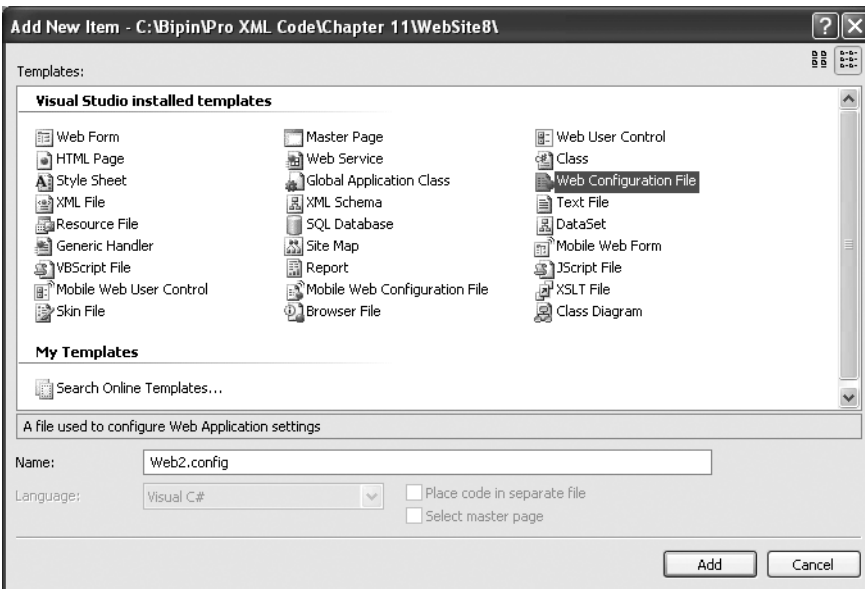 Add New Item - C:\Bipin\Pro XML Code\Chapter 11\WebSite8\
Templates:
Visual Studio installed templates
Web Form
Master Page
Web User Control
HTML Page
Web Service
Class
Style Sheet
Global Application Class
Web Configuration File
XML File
XML Schema
Text File
Resource File
SQL Database
DataSet
Generic Handler
Site Map
Mobile Web Form
VBScript File
Report
JScript File
Mobile Web User Control
Mobile Web Configuration File
XSLT File
Skin File
Browser File
Class Diagram
My Templates
Search Online Templates...
A file used to configure Web Application settings
Name:
Web2.config
Language:
Visual C#
Place code in separate file
Select master page
Add
Cancel